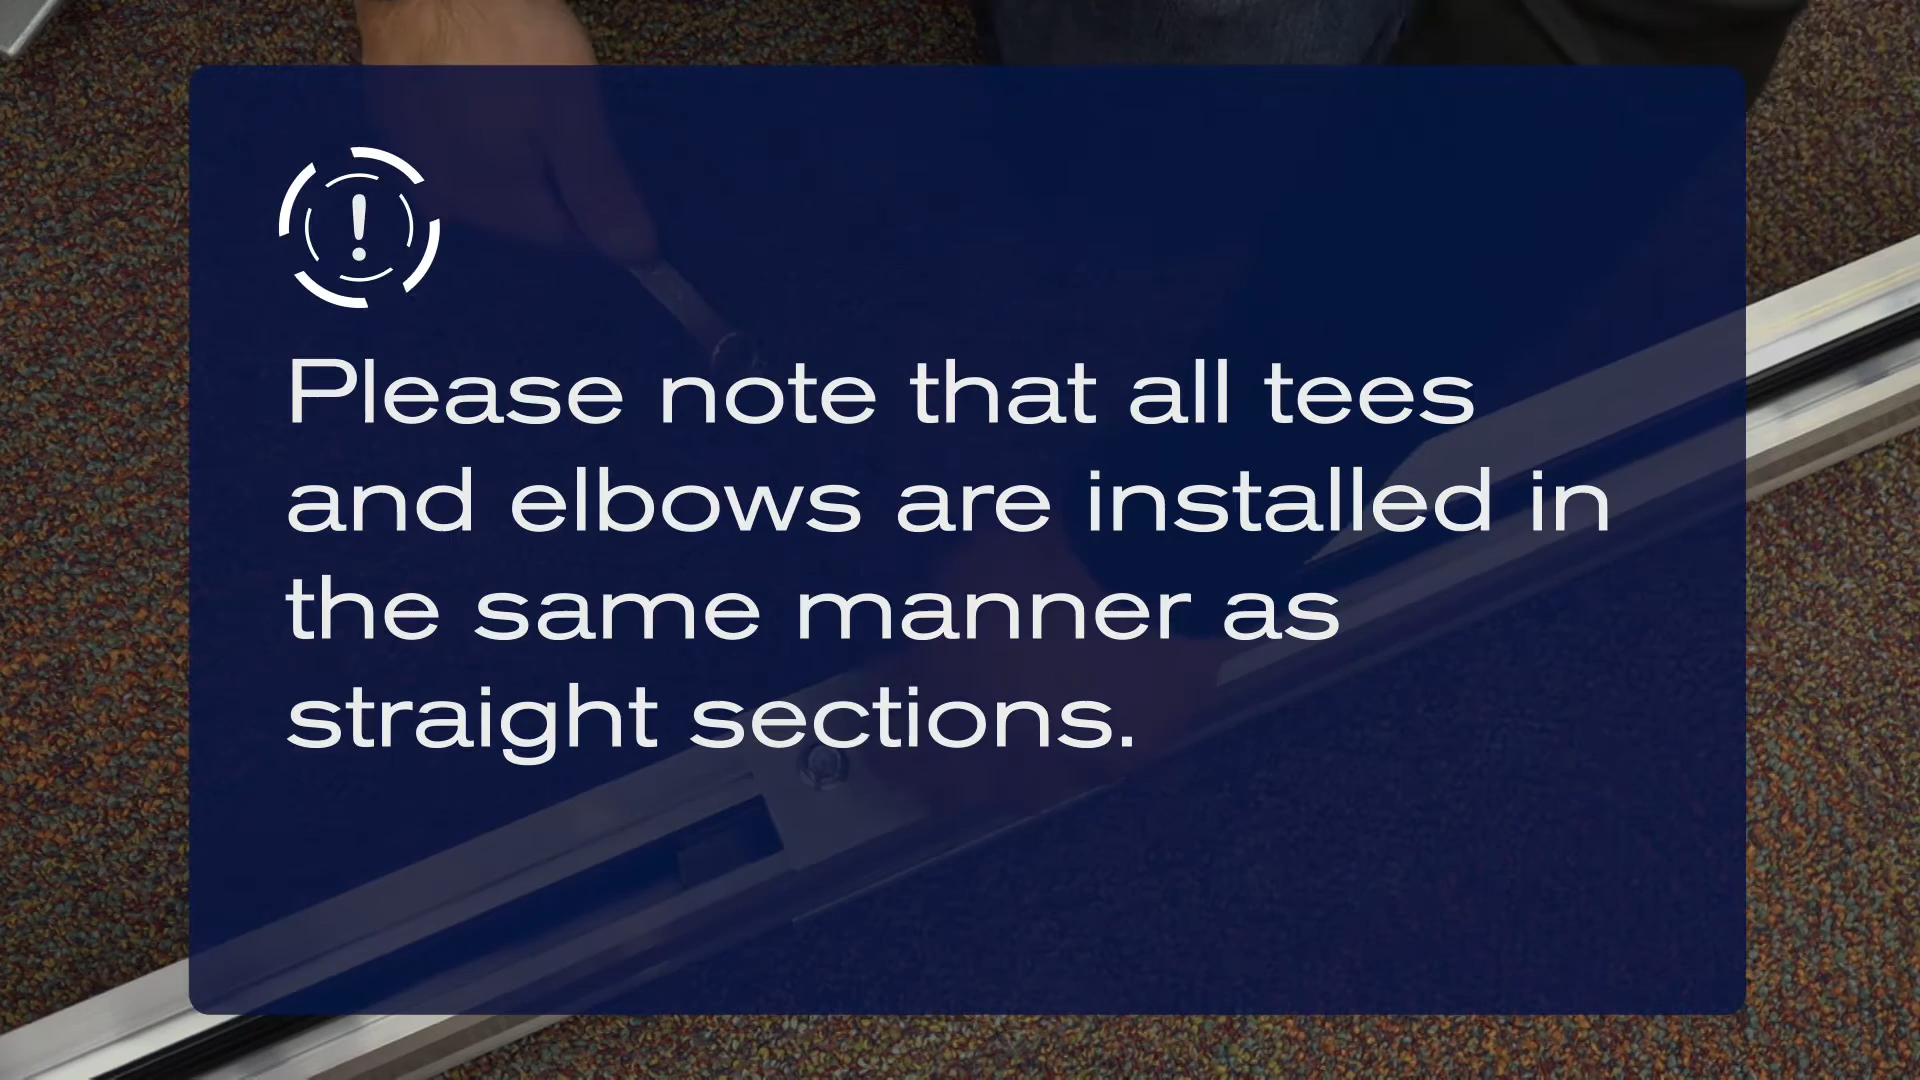 Please note that all tees
and elbows are installed in
the same manner as
straight sections.